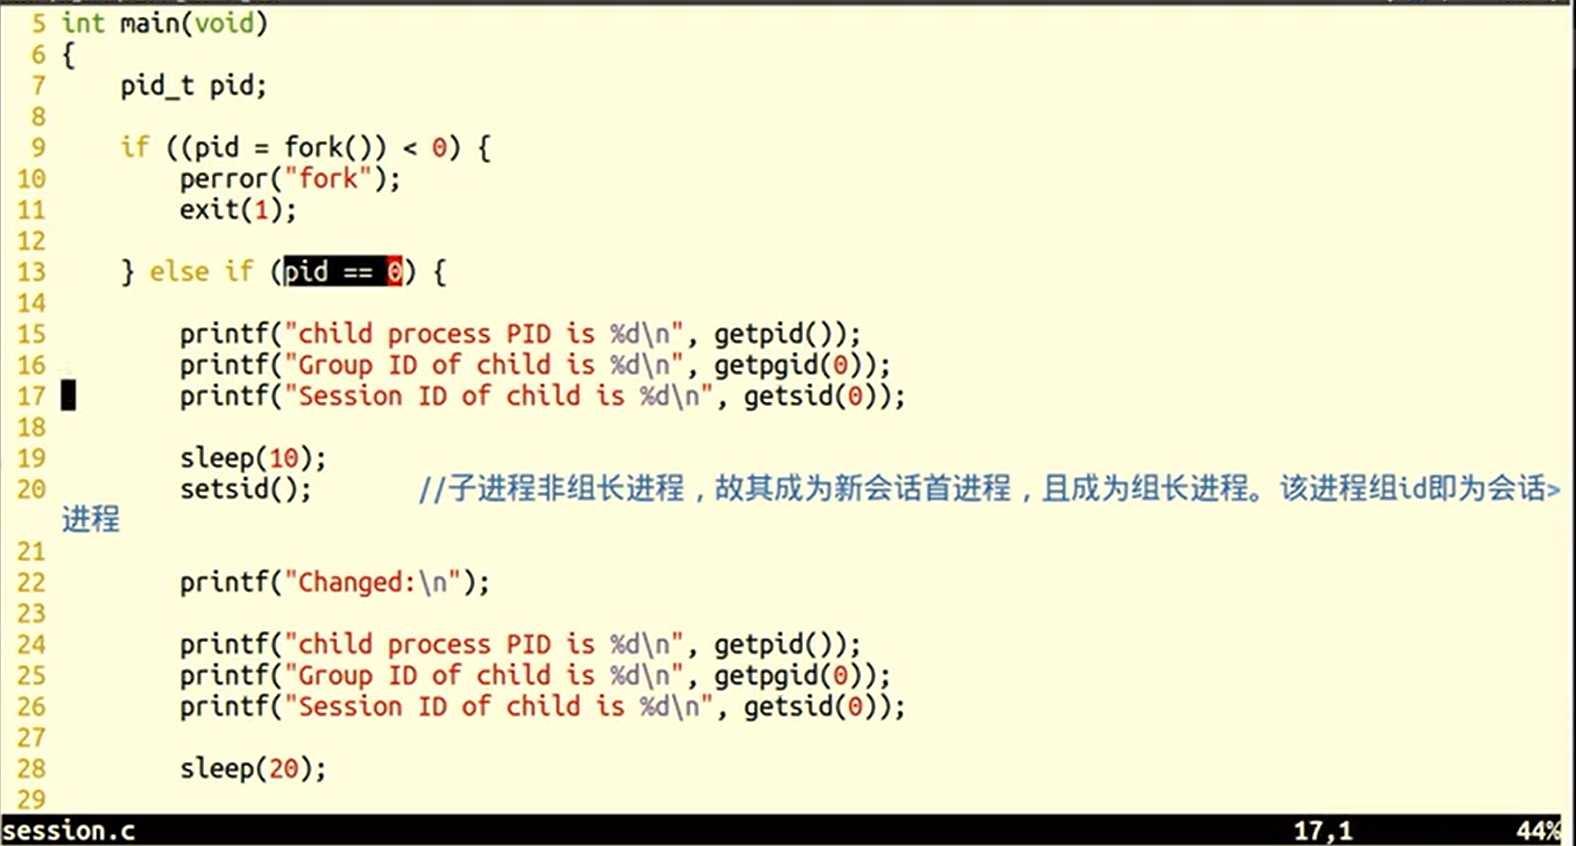 5 int main(void)
6 {
7     pid_t pid;
8
9     if ((pid = fork()) < 0) {
10         perror("fork");
11         exit(1);
12
13     } else if (pid == 0) {
14
15         printf("child process PID is %d\n", getpid());
16         printf("Group ID of child is %d\n", getpgid(0));
17         printf("Session ID of child is %d\n", getsid(0));
18
19         sleep(10);
20         setsid();       //子进程非组长进程，故其成为新会话首进程，且成为组长进程。该进程组id即为会话>
进程
21
22         printf("Changed:\n");
23
24         printf("child process PID is %d\n", getpid());
25         printf("Group ID of child is %d\n", getpgid(0));
26         printf("Session ID of child is %d\n", getsid(0));
27
28         sleep(20);
29
session.c 17,1 44%